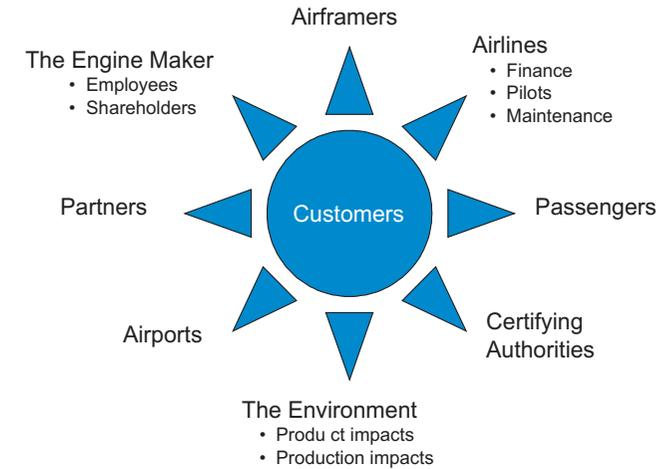 Airframers
The Engine Maker
• Employees
• Shareholders
Airlines
• Finance
• Pilots
• Maintenance
Partners
Customers
Passengers
Airports
Certifying
Authorities
The Environment
• Produ ct impacts
• Production impacts